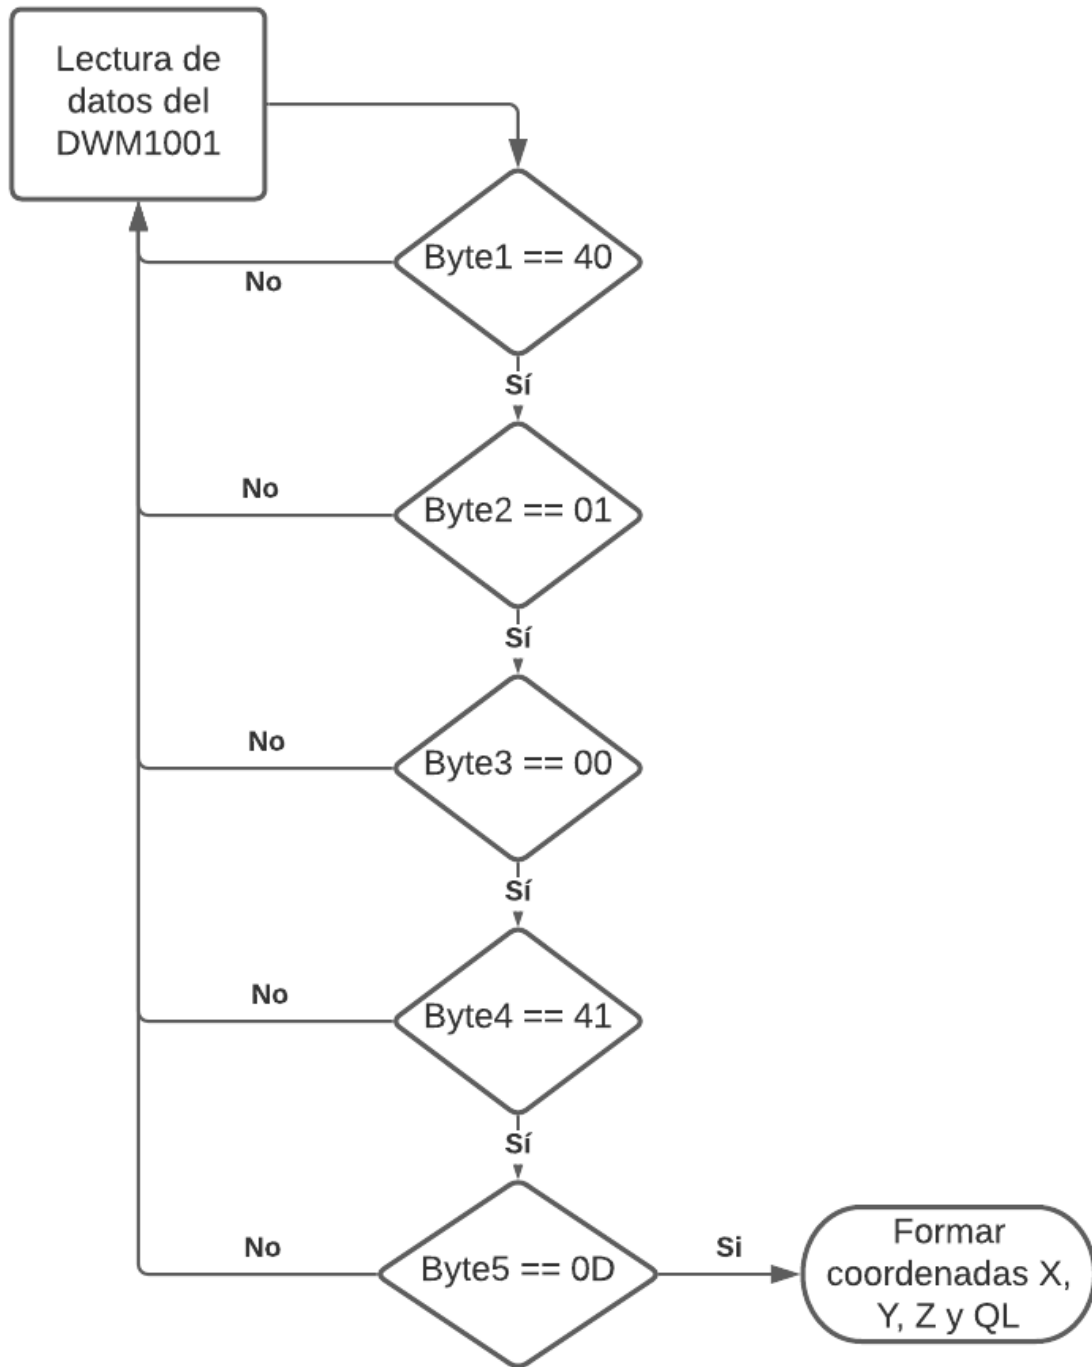 Lectura de
datos del
DWM1001
Byte1 == 40
No
Sí
Byte2 == 01
No
Sí
Byte3 == 00
No
Sí
Byte4 == 41
No
Sí
Byte5 == 0D
No
Si
Formar
coordenadas X,
Y, Z y QL